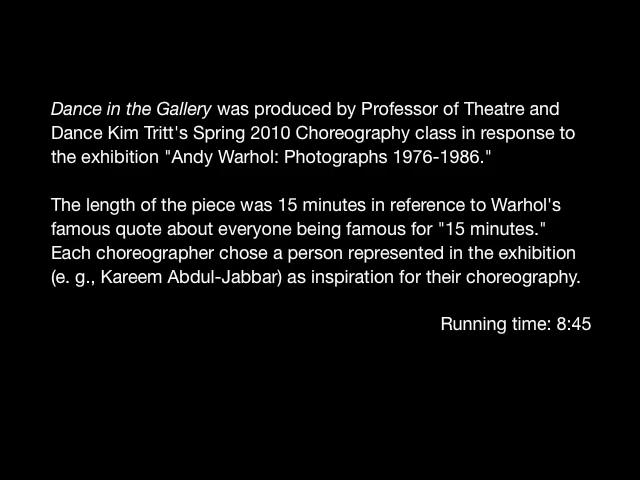 Dance in the Gallery was produced by Professor of Theatre and
Dance Kim Tritt's Spring 2010 Choreography class in response to
the exhibition "Andy Warhol: Photographs 1976-1986."
The length of the piece was 15 minutes in reference to Warhol's
famous quote about everyone being famous for "15 minutes."
Each choreographer chose a person represented in the exhibition
(e. g., Kareem Abdul-Jabbar) as inspiration for their choreography.
Running time: 8:45